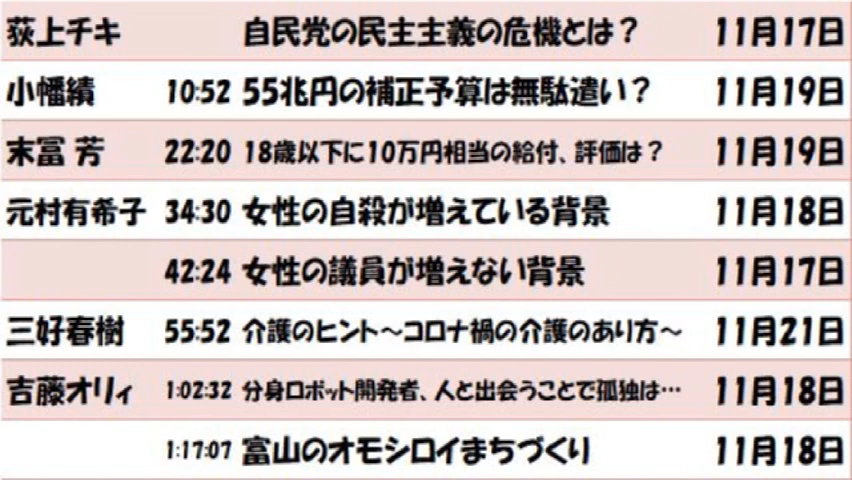 荻上チキ 自民党の民主主義の危機とは? 11月17日
小幡績 10:52 55兆円の補正予算は無駄遣い? 11月19日
末冨 芳 22:20 18歳以下に10万円相当の給付、評価は? 11月19日
元村有希子 34:30 女性の自殺が増えている背景 11月18日
42:24 女性の議員が増えない背景 11月17日
三好春樹 55:52 介護のヒント～コロナ禍の介護のあり方～ 11月21日
吉藤オリィ 1:02:32 分身ロボット開発者、人と出会うことで孤独は… 11月18日
1:17:07 富山のオモシロイまちづくり 11月18日